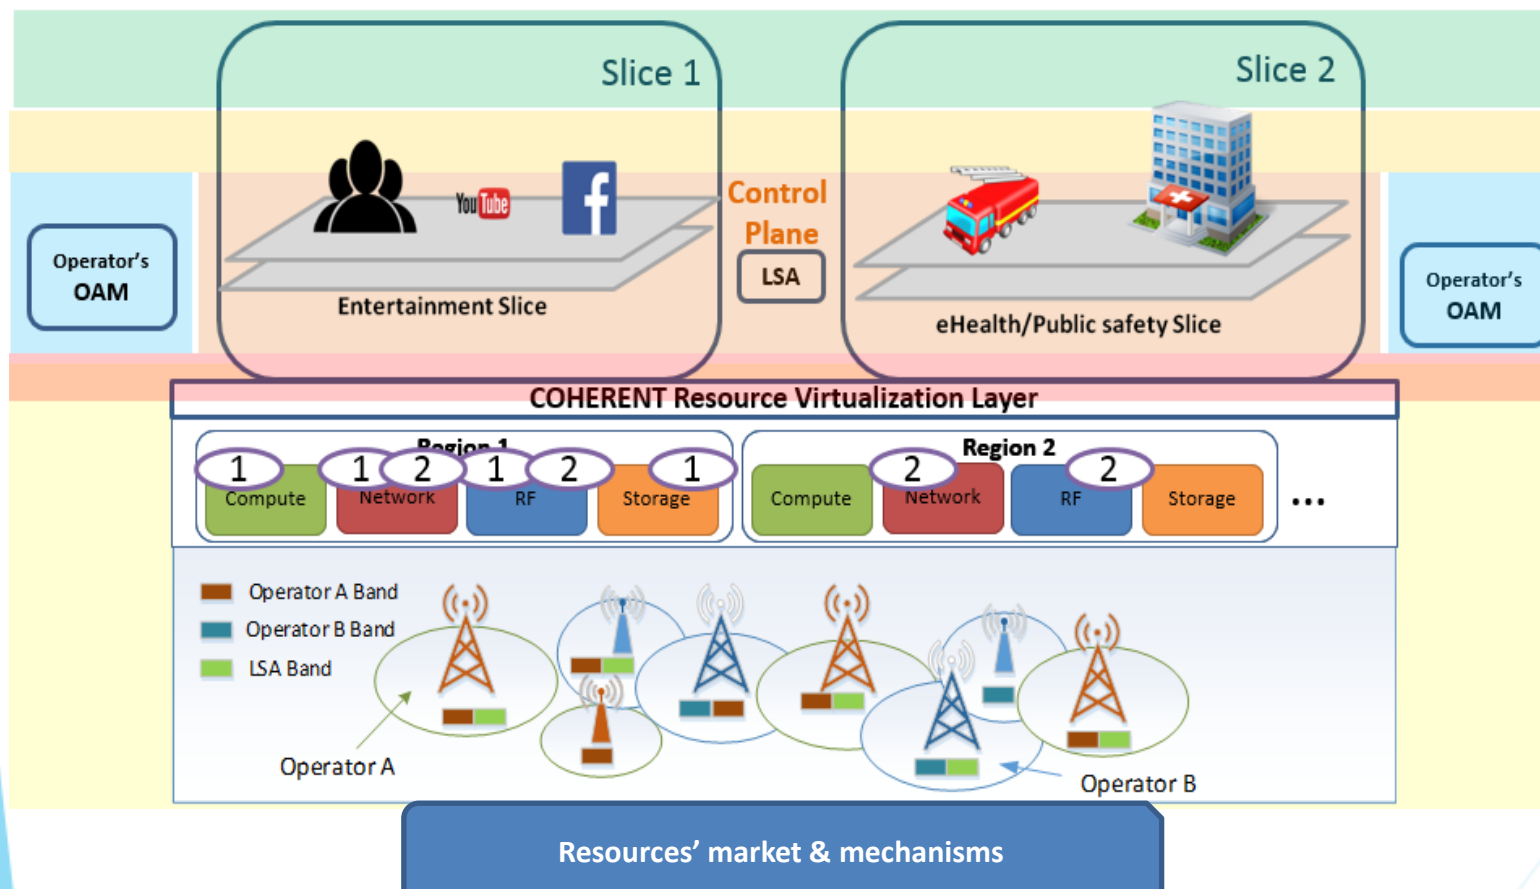 Slice 1
Slice 2
YouTube
f
Control
Plane
LSA
Operator's
OAM
Entertainment Slice
eHealth/Public safety Slice
Operator's
OAM
COHERENT Resource Virtualization Layer
Region 1
Region 2
1
1
2
1
2
1
2
2
Compute
Network
RF
Storage
Compute
Network
RF
Storage
...
Operator A Band
Operator B Band
LSA Band
Operator A
Operator B
Resources' market & mechanisms